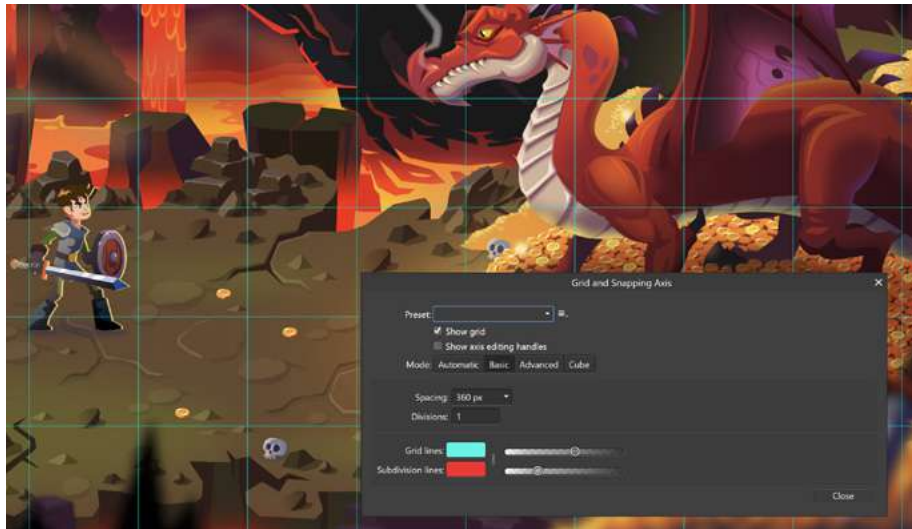 Grid and Snapping Axis
Preset:
Show grid
Show axis editing handles
Mode: Automatic Basic Advanced Cube
Spacing: 360 px
Divisions: 1
Grid lines:
Subdivision lines:
Close